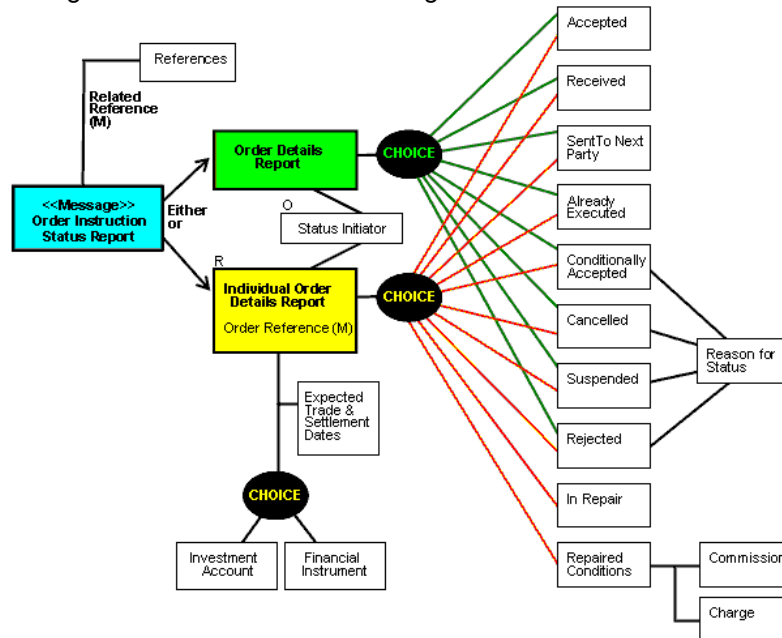 Accepted
References
Received
Related
Reference
(M)
Order Details
Report
CHOICE
SentTo Next
Party
<<Message>>
Order Instruction
Status Report
Either
or
O
Status Initiator
Already
Executed
R
Individual Order
Details Report
Order Reference (M)
CHOICE
Conditionally
Accepted
Cancelled
Reason for
Status
Suspended
Expected
Trade &
Settlement
Dates
Rejected
CHOICE
In Repair
Investment
Account
Financial
Instrument
Repaired
Conditions
Commission
Charge